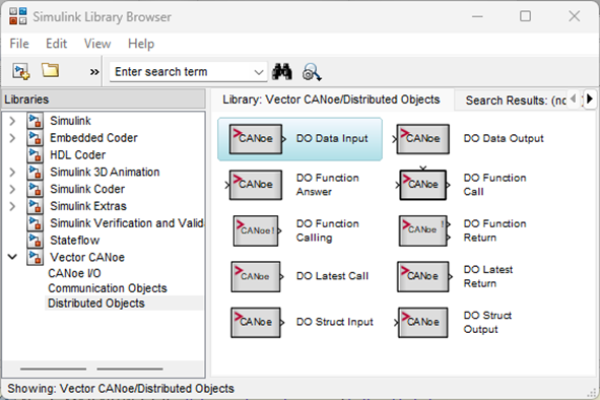 Simulink Library Browser
File Edit View Help
» Enter search term
Libraries
Simulink
Embedded Coder
HDL Coder
Simulink 3D Animation
Simulink Coder
Simulink Extras
Simulink Verification and Valid
Stateflow
Vector CANoe
CANoe I/O
Communication Objects
Distributed Objects
Library: Vector CANoe/Distributed Objects
Search Results: (no
CANoe DO Data Input
CANoe DO Data Output
CANoe DO Function
Answer
CANoe DO Function
Call
CANoe DO Function
Calling
CANoe DO Function
Return
CANoe DO Latest Call
CANoe DO Latest
Return
CANoe DO Struct Input
CANoe DO Struct
Output
Showing: Vector CANoe/Distributed Objects